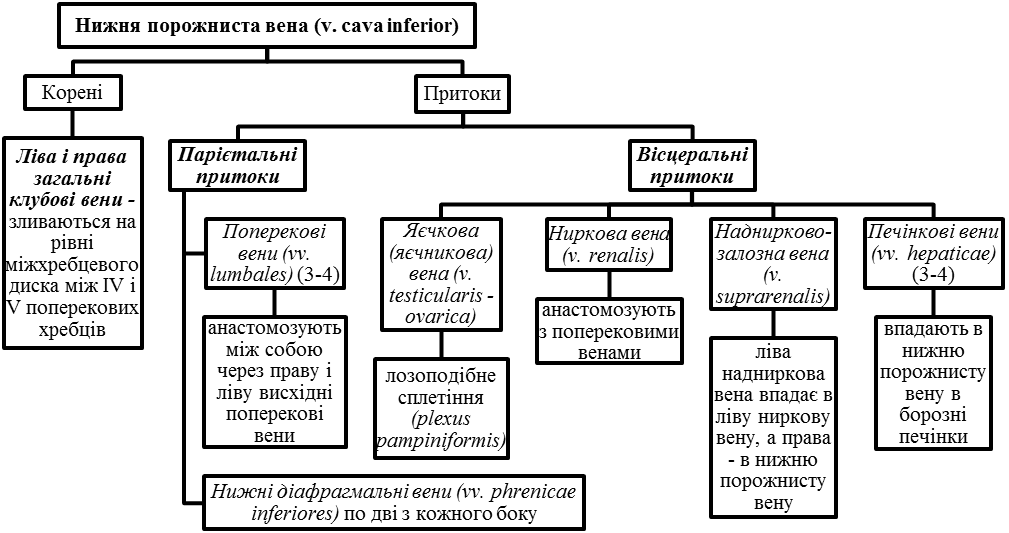 Нижня порожниста вена (v. cava inferior)
Корені
Притоки
Ліва і права
загальні
клубові вени -
зливаються на
рівні
міжхребцевого
диска між IV і
V поперекових
хребців
Парієтальні
притоки
Вісцеральні
притоки
Поперекові
вени (vv.
lumbales) (3-4)
анастомозують
між собою
через праву і
ліву висхідні
поперекові
вени
Нижні діафрагмальні вени (vv. phrenicae
inferiores) по дві з кожного боку
Яєчкова
(яєчникова)
вена (v.
testicularis -
ovarica)
лозоподібне
сплетіння
(plexus
pampiniformis)
Ниркова вена
(v. renalis)
анастомозують
з поперековими
венами
Наднирково-
залозна вена
(v.
suprarenalis)
ліва
надниркова
вена впадає в
ліву ниркову
вену, а права
- в нижню
порожнисту
вену
Печінкові вени
(vv. hepaticae)
(3-4)
впадають в
нижню
порожнисту
вену в
борозні
печінки